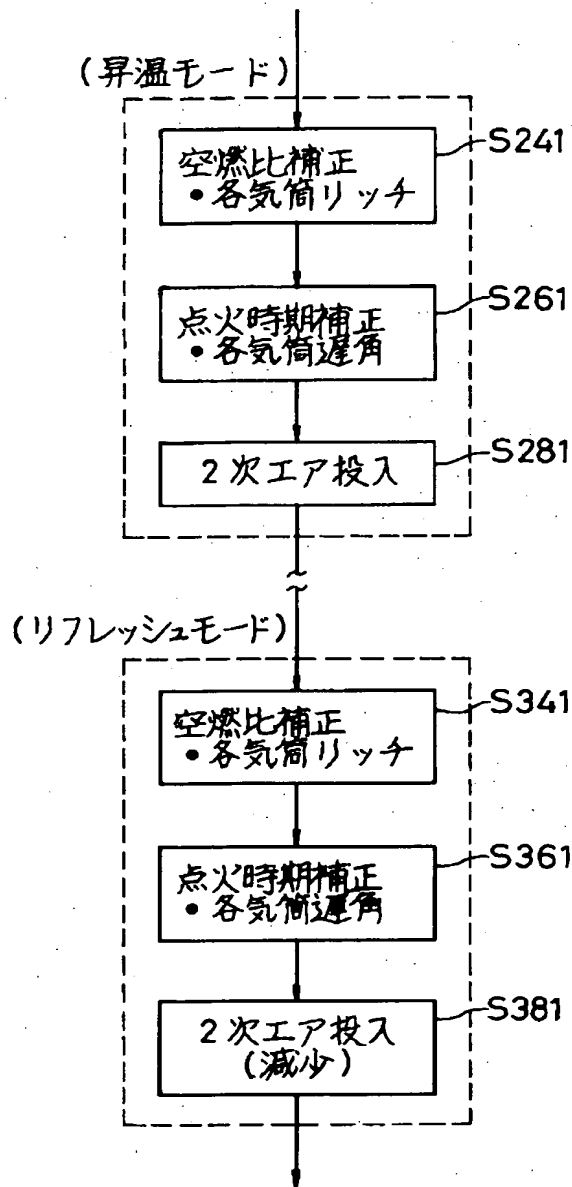 (昇温モード)
S241
空燃比補正
• 各気筒リッチ
S261
点火時期補正
• 各気筒遅角
S281
2次エア投入
(リフレッシュモード)
S341
空燃比補正
• 各気筒リッチ
S361
点火時期補正
• 各気筒遅角
S381
2次エア投入
(減少)